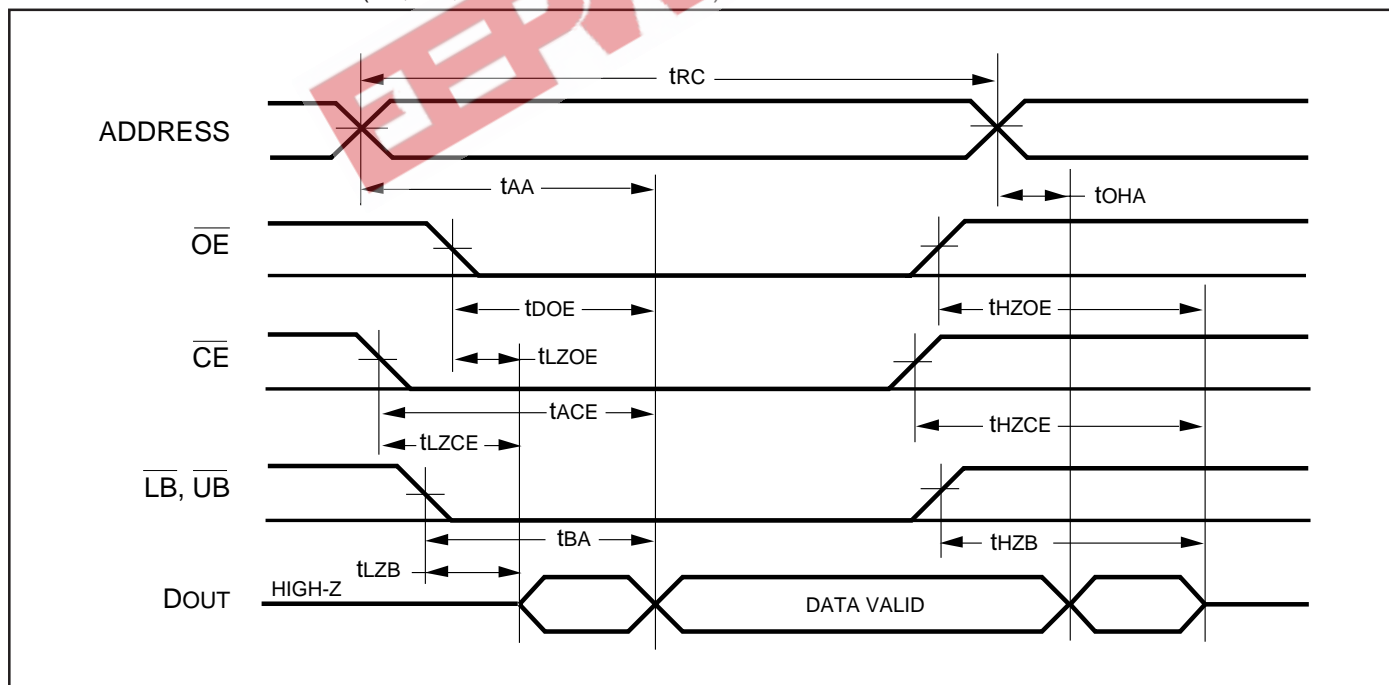 tRC
ADDRESS
tAA
tOHA
OE
tDOE
tHZOE
CE
tLZOE
tACE
tHZCE
tLZCE
LB, UB
tBA
tHZB
tLZB
DOUT
HIGH-Z
DATA VALID